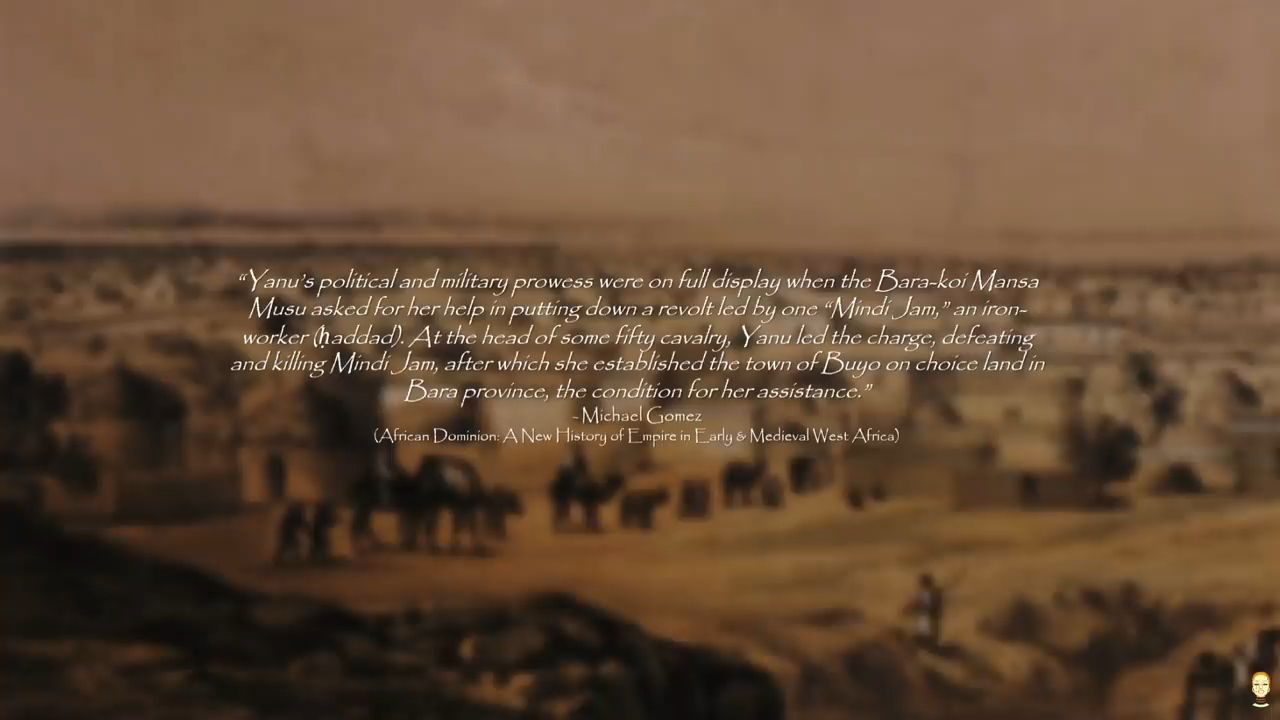 “Yanu’s political and military prowess were on full display when the Bara-koi Mansa
Musu asked for her help in putting down a revolt led by one “Mindi Jam,” an iron-
worker (ḥaddad). At the head of some fifty cavalry, Yanu led the charge, defeating
and killing Mindi Jam, after which she established the town of Buyo on choice land in
Bara province, the condition for her assistance.”
- Michael Gomez
(African Dominion: A New History of Empire in Early & Medieval West Africa)